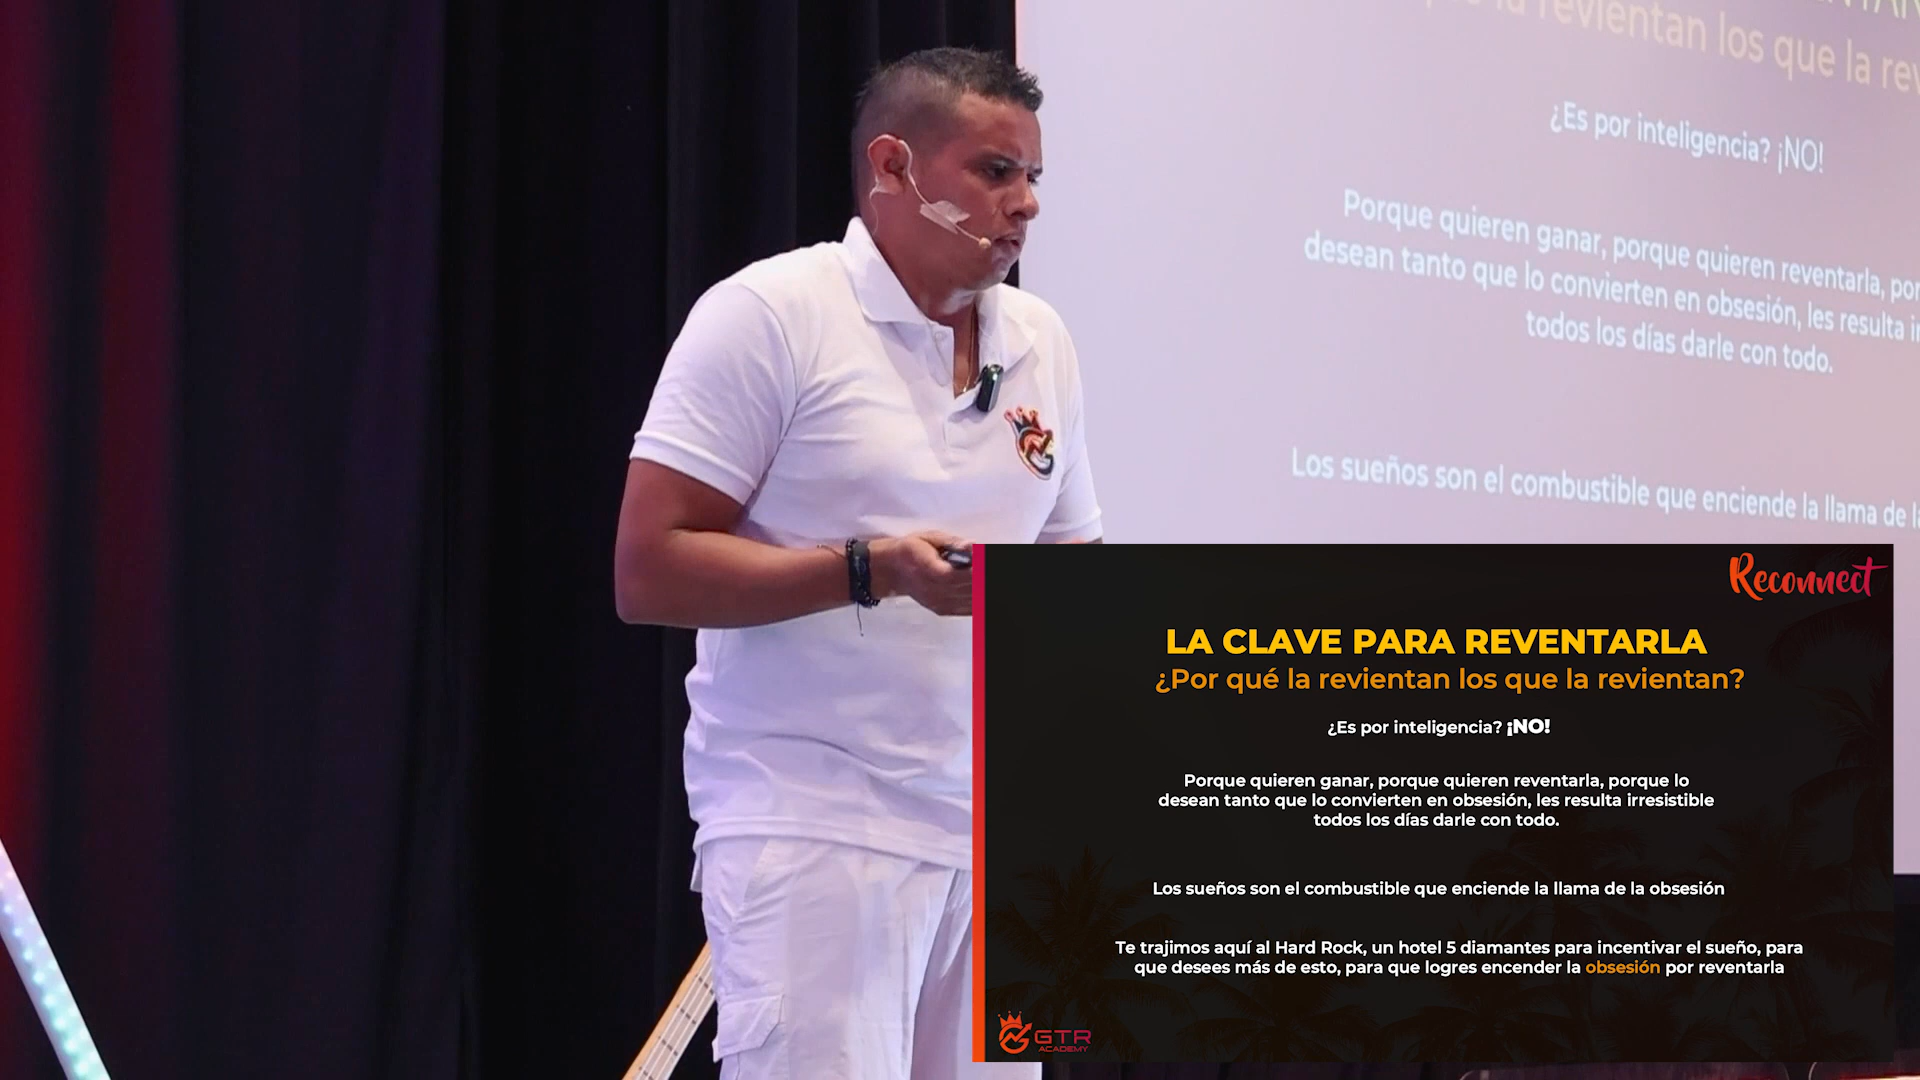 revientan los que la
¿Es por inteligencia? ¡NO!
Porque quieren ganar, porque quieren reventarla,
desean tanto que lo convierten en obsesión, les resulta
todos los días darle con todo.
Los sueños son el combustible que enciende la llama de
Reconnect
LA CLAVE PARA REVENTARLA
¿Por qué la revientan los que la revientan?
¿Es por inteligencia? ¡NO!
Porque quieren ganar, porque quieren reventarla, porque lo
desean tanto que lo convierten en obsesión, les resulta irresistible
todos los días darle con todo.
Los sueños son el combustible que enciende la llama de la obsesión
Te trajimos aquí al Hard Rock, un hotel 5 diamantes para incentivar el sueño, para
que desees más de esto, para que logres encender la obsesión por reventarla
GTR
ACADEMY